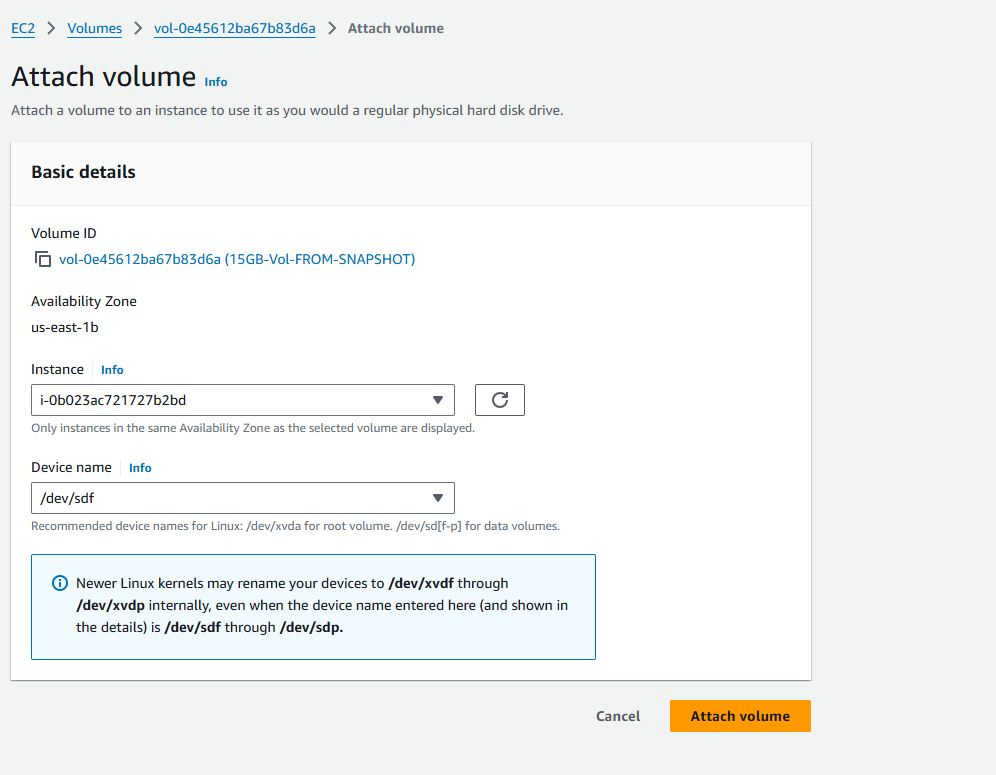 EC2 > Volumes > vol-0e45612ba67b83d6a > Attach volume
Attach volume Info
Attach a volume to an instance to use it as you would a regular physical hard disk drive.
Basic details
Volume ID
vol-0e45612ba67b83d6a (15GB-Vol-FROM-SNAPSHOT)
Availability Zone
us-east-1b
Instance Info
i-0b023ac721727b2bd
Only instances in the same Availability Zone as the selected volume are displayed.
Device name Info
/dev/sdf
Recommended device names for Linux: /dev/xvda for root volume. /dev/sd[f-p] for data volumes.
Newer Linux kernels may rename your devices to /dev/xvdf through
/dev/xvdp internally, even when the device name entered here (and shown in
the details) is /dev/sdf through /dev/sdp.
Cancel Attach volume